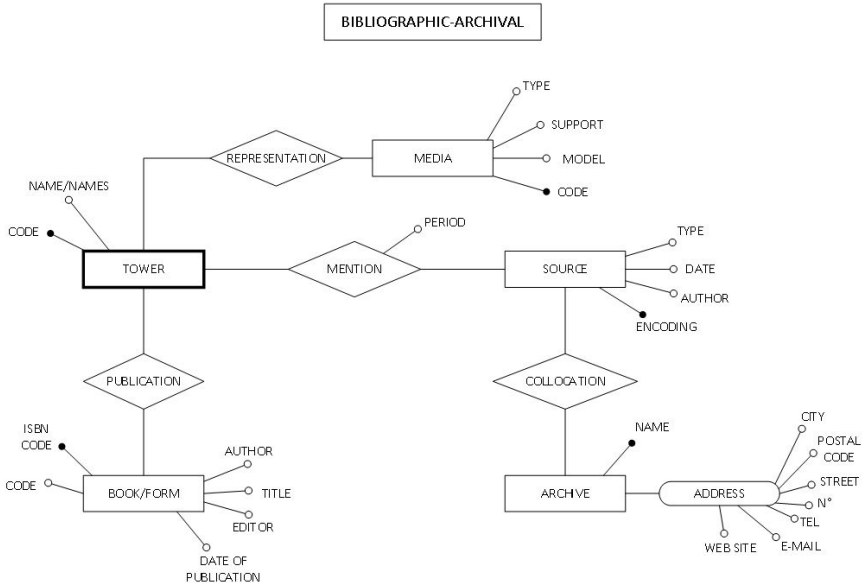 BIBLIOGRAPHIC-ARCHIVAL
TYPE
SUPPORT
REPRESENTATION
MEDIA
MODEL
CODE
NAME/NAMES
CODE
PERIOD
TYPE
TOWER
MENTION
SOURCE
DATE
AUTHOR
ENCODING
PUBLICATION
COLLOCATION
ISBN
CODE
NAME
CITY
POSTAL
CODE
AUTHOR
CODE
BOOK/FORM
TITLE
ARCHIVE
ADDRESS
STREET
N°
EDITOR
TEL
WEB SITE
E-MAIL
DATE OF
PUBLICATION